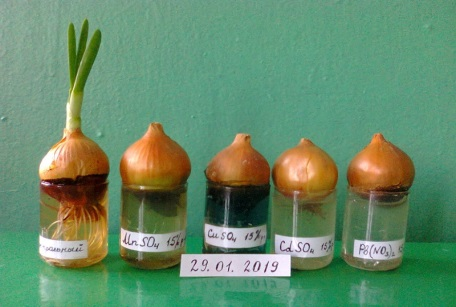 MnSO₄ 15%
CuSO₄ 15%
CdSO₄ 15%
Pb(NO₃)₂
29.01.2019